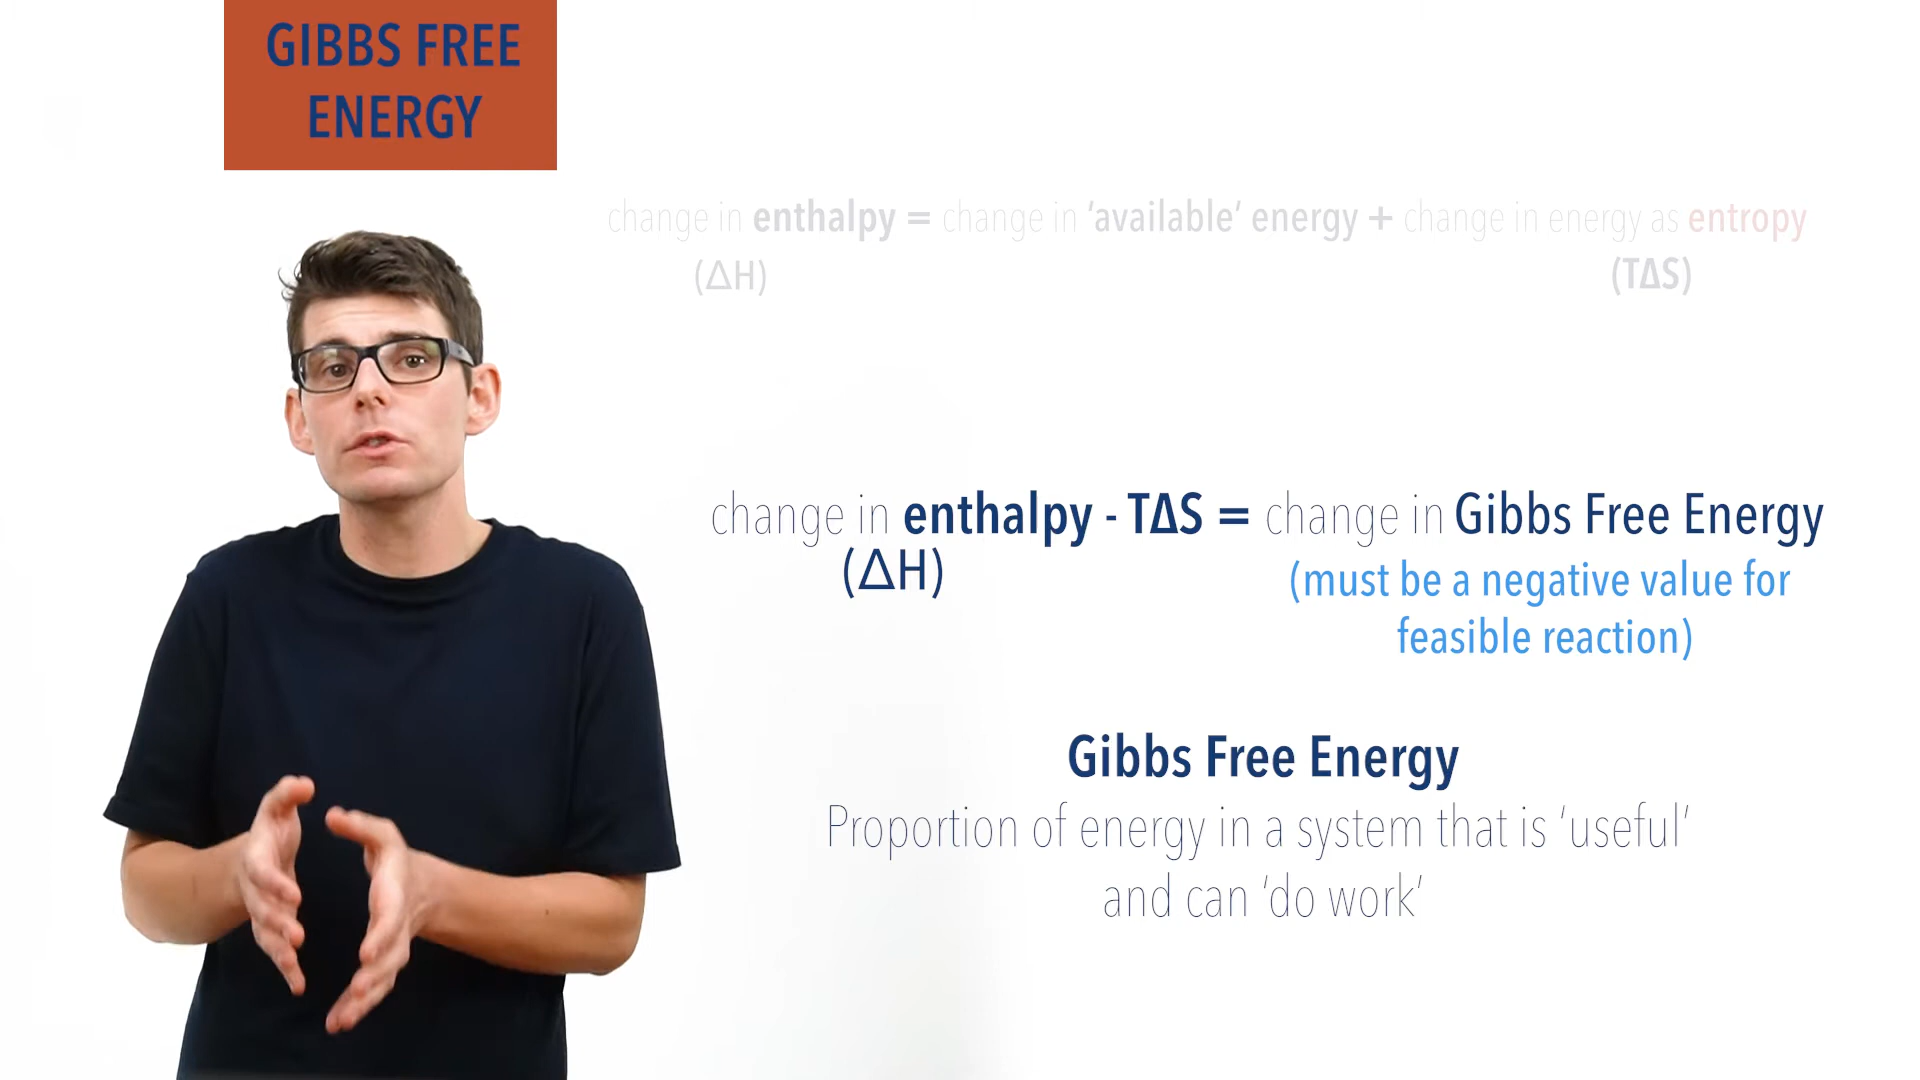 GIBBS FREE
ENERGY
change in enthalpy = change in ‘available’ energy + change in energy as entropy
(ΔH) (TΔS)
change in enthalpy - TΔS = change in Gibbs Free Energy
(ΔH)
(must be a negative value for
feasible reaction)
Gibbs Free Energy
Proportion of energy in a system that is ‘useful’
and can ‘do work’